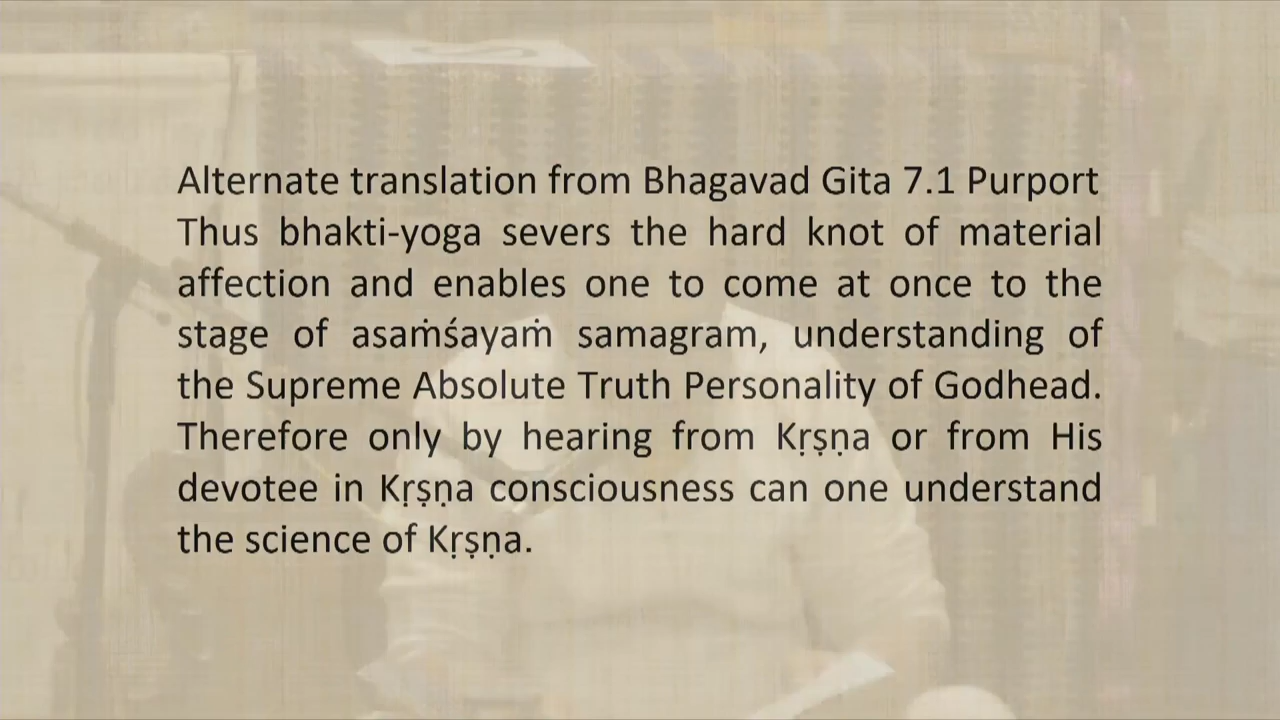 Alternate translation from Bhagavad Gita 7.1 Purport
Thus bhakti-yoga severs the hard knot of material
affection and enables one to come at once to the
stage of asaṁśayaṁ samagram, understanding of
the Supreme Absolute Truth Personality of Godhead.
Therefore only by hearing from Kṛṣṇa or from His
devotee in Kṛṣṇa consciousness can one understand
the science of Kṛṣṇa.